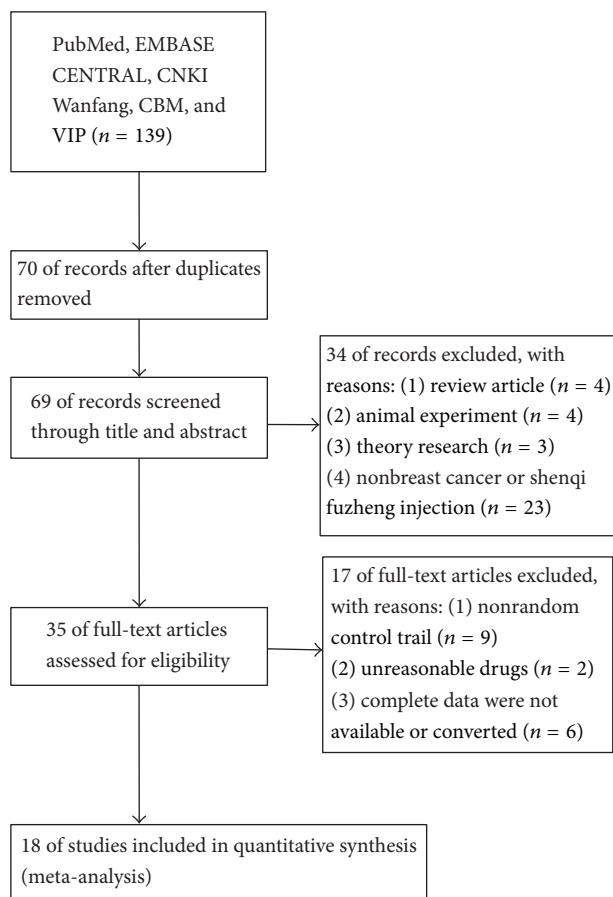 PubMed, EMBASE
CENTRAL, CNKI
Wanfang, CBM, and
VIP (n = 139)
70 of records after duplicates
removed
69 of records screened
through title and abstract
34 of records excluded, with
reasons: (1) review article (n = 4)
(2) animal experiment (n = 4)
(3) theory research (n = 3)
(4) nonbreast cancer or shenqi
fuzheng injection (n = 23)
35 of full-text articles
assessed for eligibility
17 of full-text articles excluded,
with reasons: (1) nonrandom
control trail (n = 9)
(2) unreasonable drugs (n = 2)
(3) complete data were not
available or converted (n = 6)
18 of studies included in quantitative synthesis
(meta-analysis)